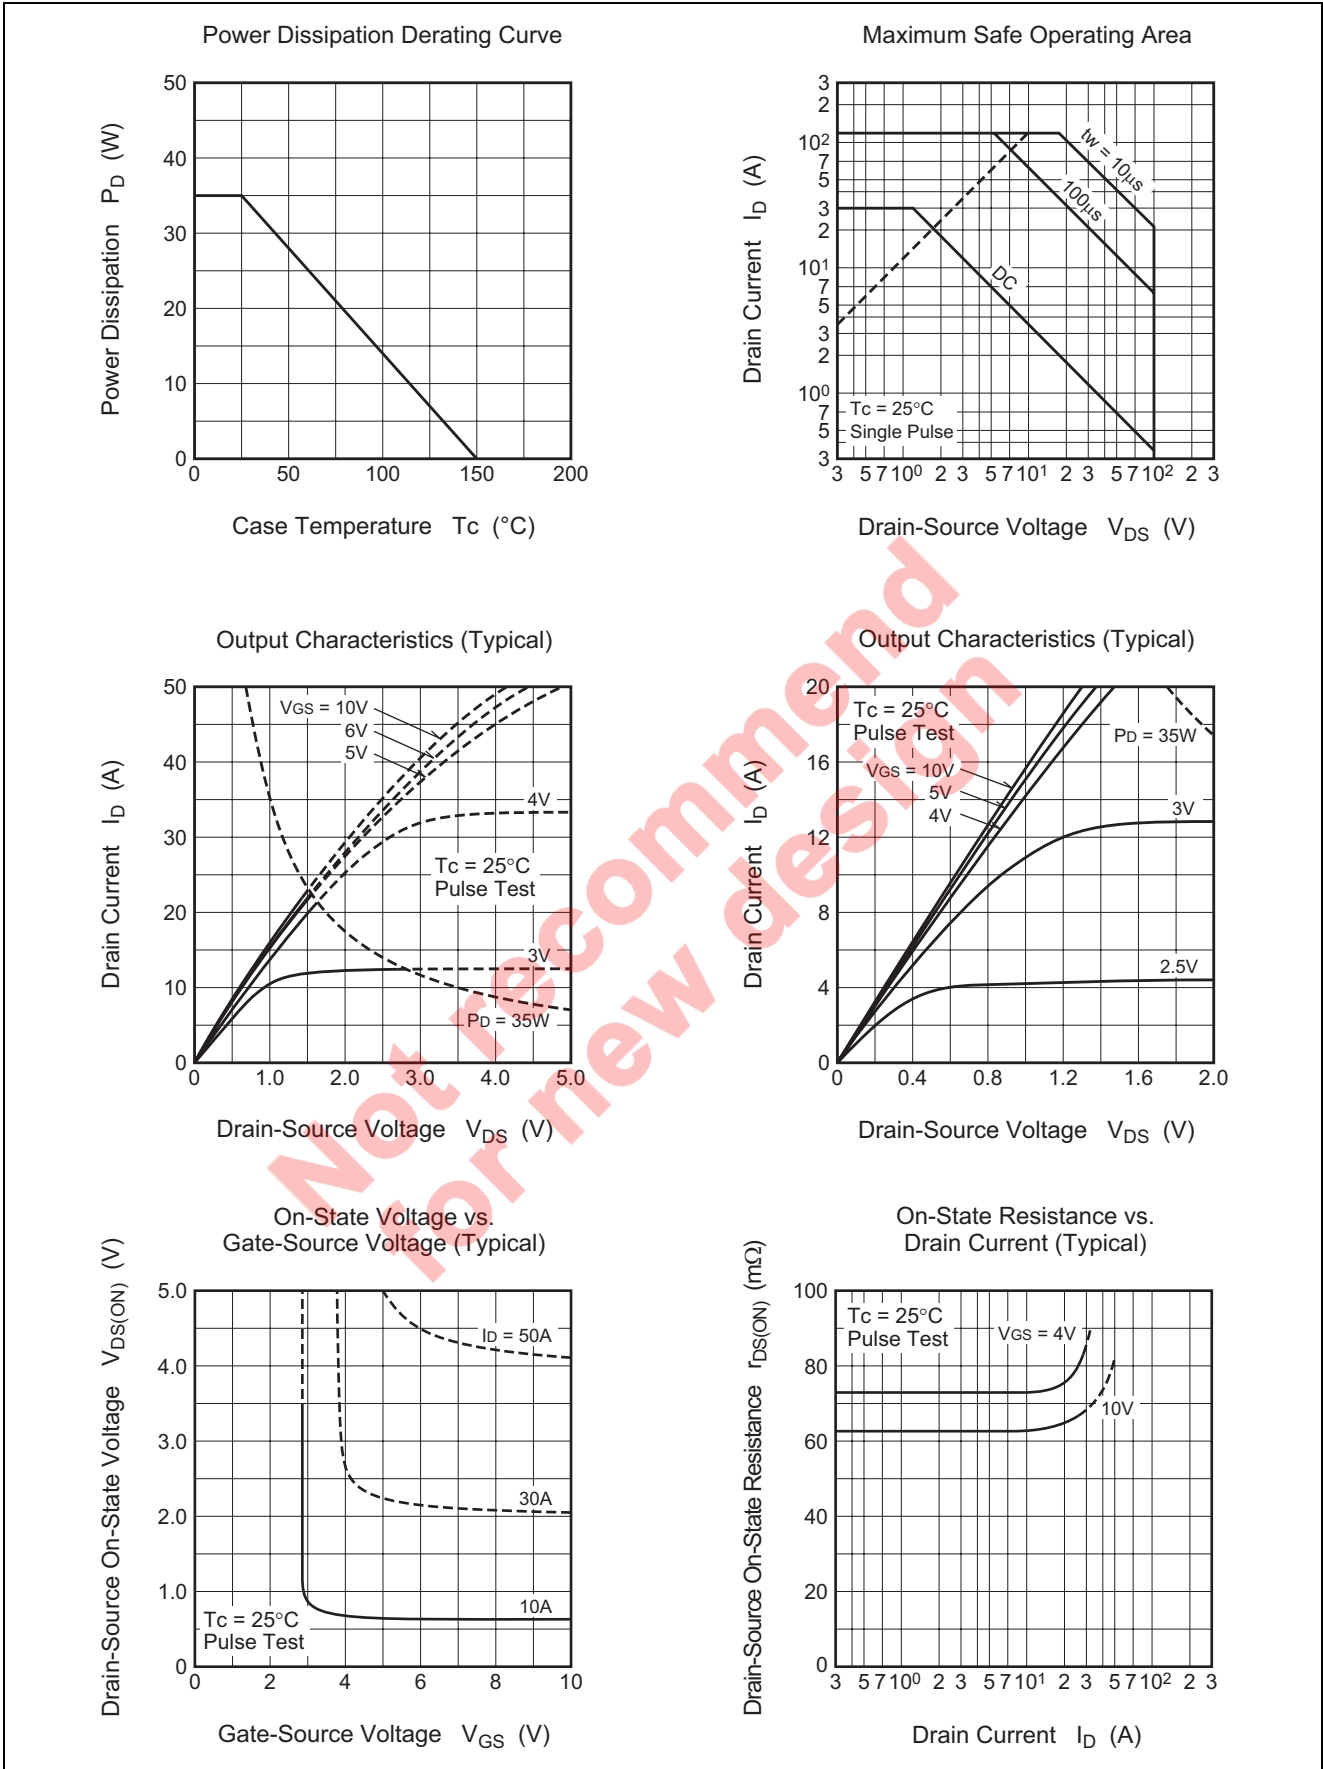 Power Dissipation Derating Curve
Power Dissipation P_D (W)
50
40
30
20
10
0
0 50 100 150 200
Case Temperature Tc (°C)
Maximum Safe Operating Area
Drain Current I_D (A)
3
2
10²
7
5
3
2
10¹
7
5
3
2
10⁰
7
5
3
tw = 10μs
100μs
DC
Tc = 25°C
Single Pulse
3 5 7 10⁰ 2 3 5 7 10¹ 2 3 5 7 10² 2 3
Drain-Source Voltage V_DS (V)
Output Characteristics (Typical)
Drain Current I_D (A)
50
40
30
20
10
0
VGS = 10V
6V
5V
4V
Tc = 25°C
Pulse Test
3V
PD = 35W
0 1.0 2.0 3.0 4.0 5.0
Drain-Source Voltage V_DS (V)
Output Characteristics (Typical)
Drain Current I_D (A)
20
16
12
8
4
0
Tc = 25°C
Pulse Test
PD = 35W
VGS = 10V
5V
4V
3V
2.5V
0 0.4 0.8 1.2 1.6 2.0
Drain-Source Voltage V_DS (V)
Not recommend
for new design
On-State Voltage vs.
Gate-Source Voltage (Typical)
Drain-Source On-State Voltage V_DS(ON) (V)
5.0
4.0
3.0
2.0
1.0
0
ID = 50A
30A
10A
Tc = 25°C
Pulse Test
0 2 4 6 8 10
Gate-Source Voltage V_GS (V)
On-State Resistance vs.
Drain Current (Typical)
Drain-Source On-State Resistance r_DS(ON) (mΩ)
100
80
60
40
20
0
Tc = 25°C
Pulse Test
VGS = 4V
10V
3 5 7 10⁰ 2 3 5 7 10¹ 2 3 5 7 10² 2 3
Drain Current I_D (A)